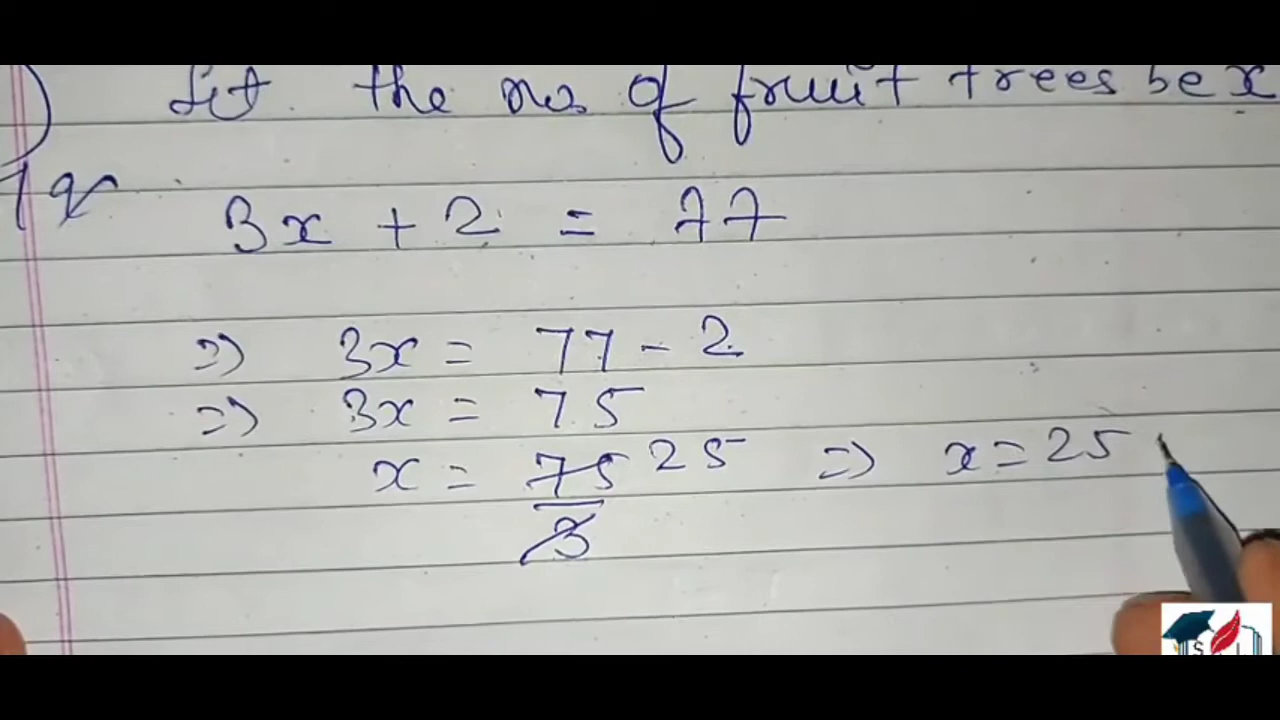 ) Let the no. of fruit trees be x
3x + 2 = 77
=> 3x = 77 - 2
=> 3x = 75
x = 75/3 25 => x = 25
S L